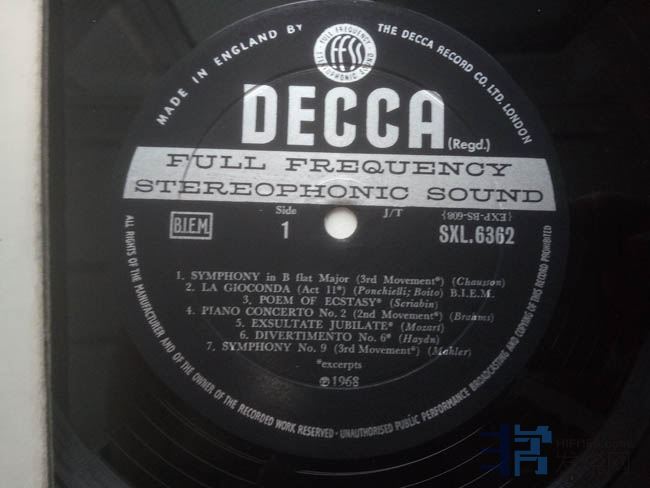 MADE IN ENGLAND BY
THE DECCA RECORD CO. LTD. LONDON
FULL FREQUENCY
ffss
STEREOPHONIC SOUND
DECCA (Regd.)
FULL FREQUENCY
STEREOPHONIC SOUND
B.I.E.M.
Side
1
J/T
{EXP-BS-608}
SXL.6362
1. SYMPHONY in B flat Major (3rd Movement*) (Chausson)
2. LA GIOCONDA (Act 11*) (Ponchielli; Boito) B.I.E.M.
3. POEM OF ECSTASY* (Scriabin)
4. PIANO CONCERTO No. 2 (2nd Movement*) (Brahms)
5. EXSULTATE JUBILATE* (Mozart)
6. DIVERTIMENTO No. 6* (Haydn)
7. SYMPHONY No. 9 (3rd Movement*) (Mahler)
*excerpts
℗1968
ALL RIGHTS OF THE MANUFACTURER AND OF THE OWNER OF THE RECORDED WORK RESERVED · UNAUTHORISED PUBLIC PERFORMANCE BROADCASTING AND COPYING OF THIS RECORD PROHIBITED